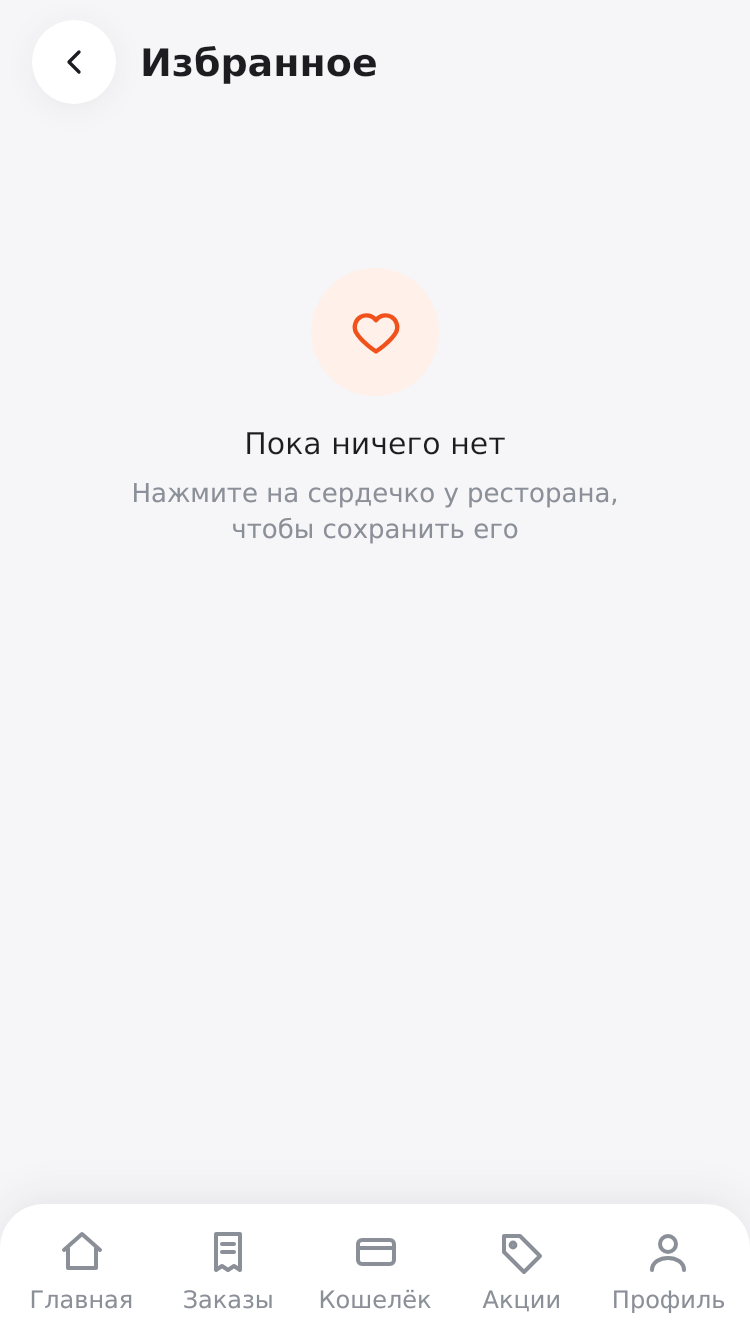 Избранное
Пока ничего нет
Нажмите на сердечко у ресторана,
чтобы сохранить его
Главная
Заказы
Кошелёк
Акции
Профиль